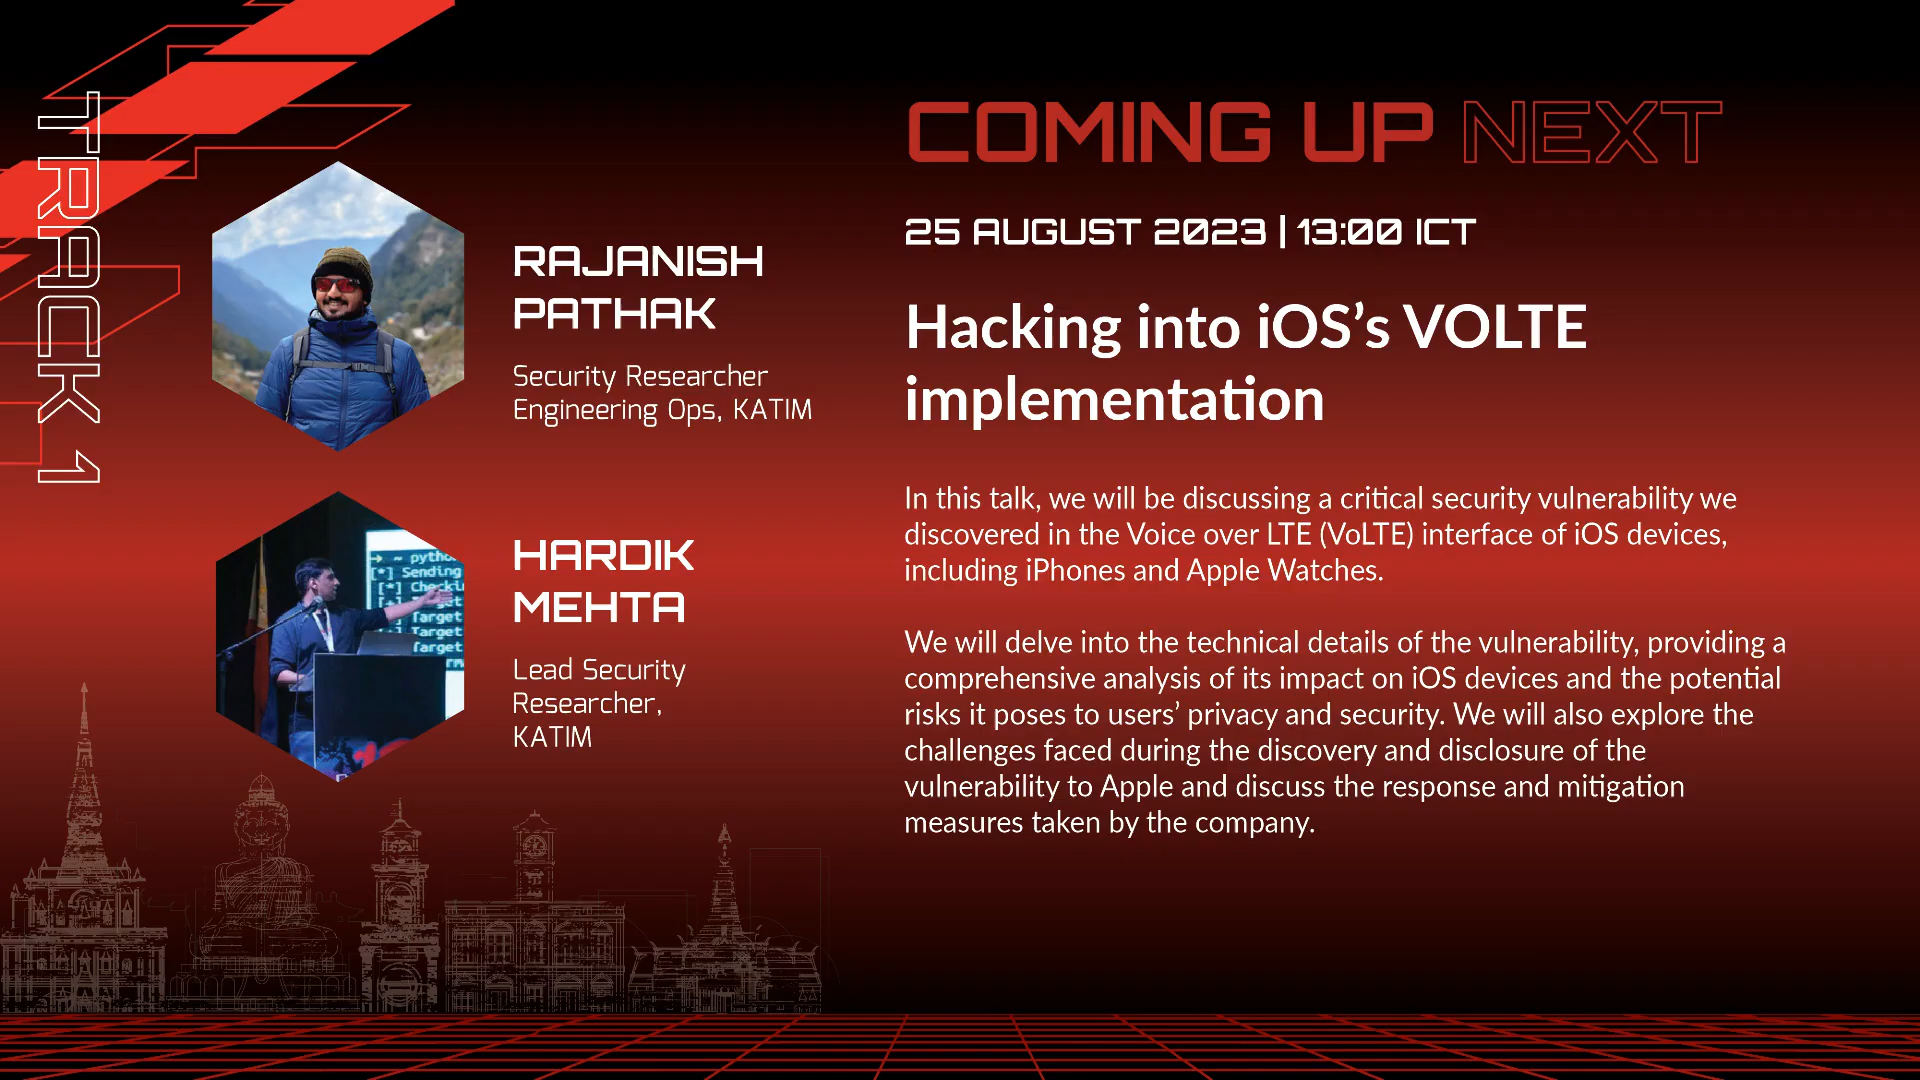 TRACK 1
COMING UP NEXT
25 AUGUST 2023 | 13:00 ICT
Hacking into iOS’s VOLTE
implementation
In this talk, we will be discussing a critical security vulnerability we
discovered in the Voice over LTE (VoLTE) interface of iOS devices,
including iPhones and Apple Watches.
We will delve into the technical details of the vulnerability, providing a
comprehensive analysis of its impact on iOS devices and the potential
risks it poses to users’ privacy and security. We will also explore the
challenges faced during the discovery and disclosure of the
vulnerability to Apple and discuss the response and mitigation
measures taken by the company.
RAJANISH
PATHAK
Security Researcher
Engineering Ops, KATIM
HARDIK
MEHTA
Lead Security
Researcher,
KATIM
~ pytho
[*] Sending
[*] Checki
Target
Target
Target